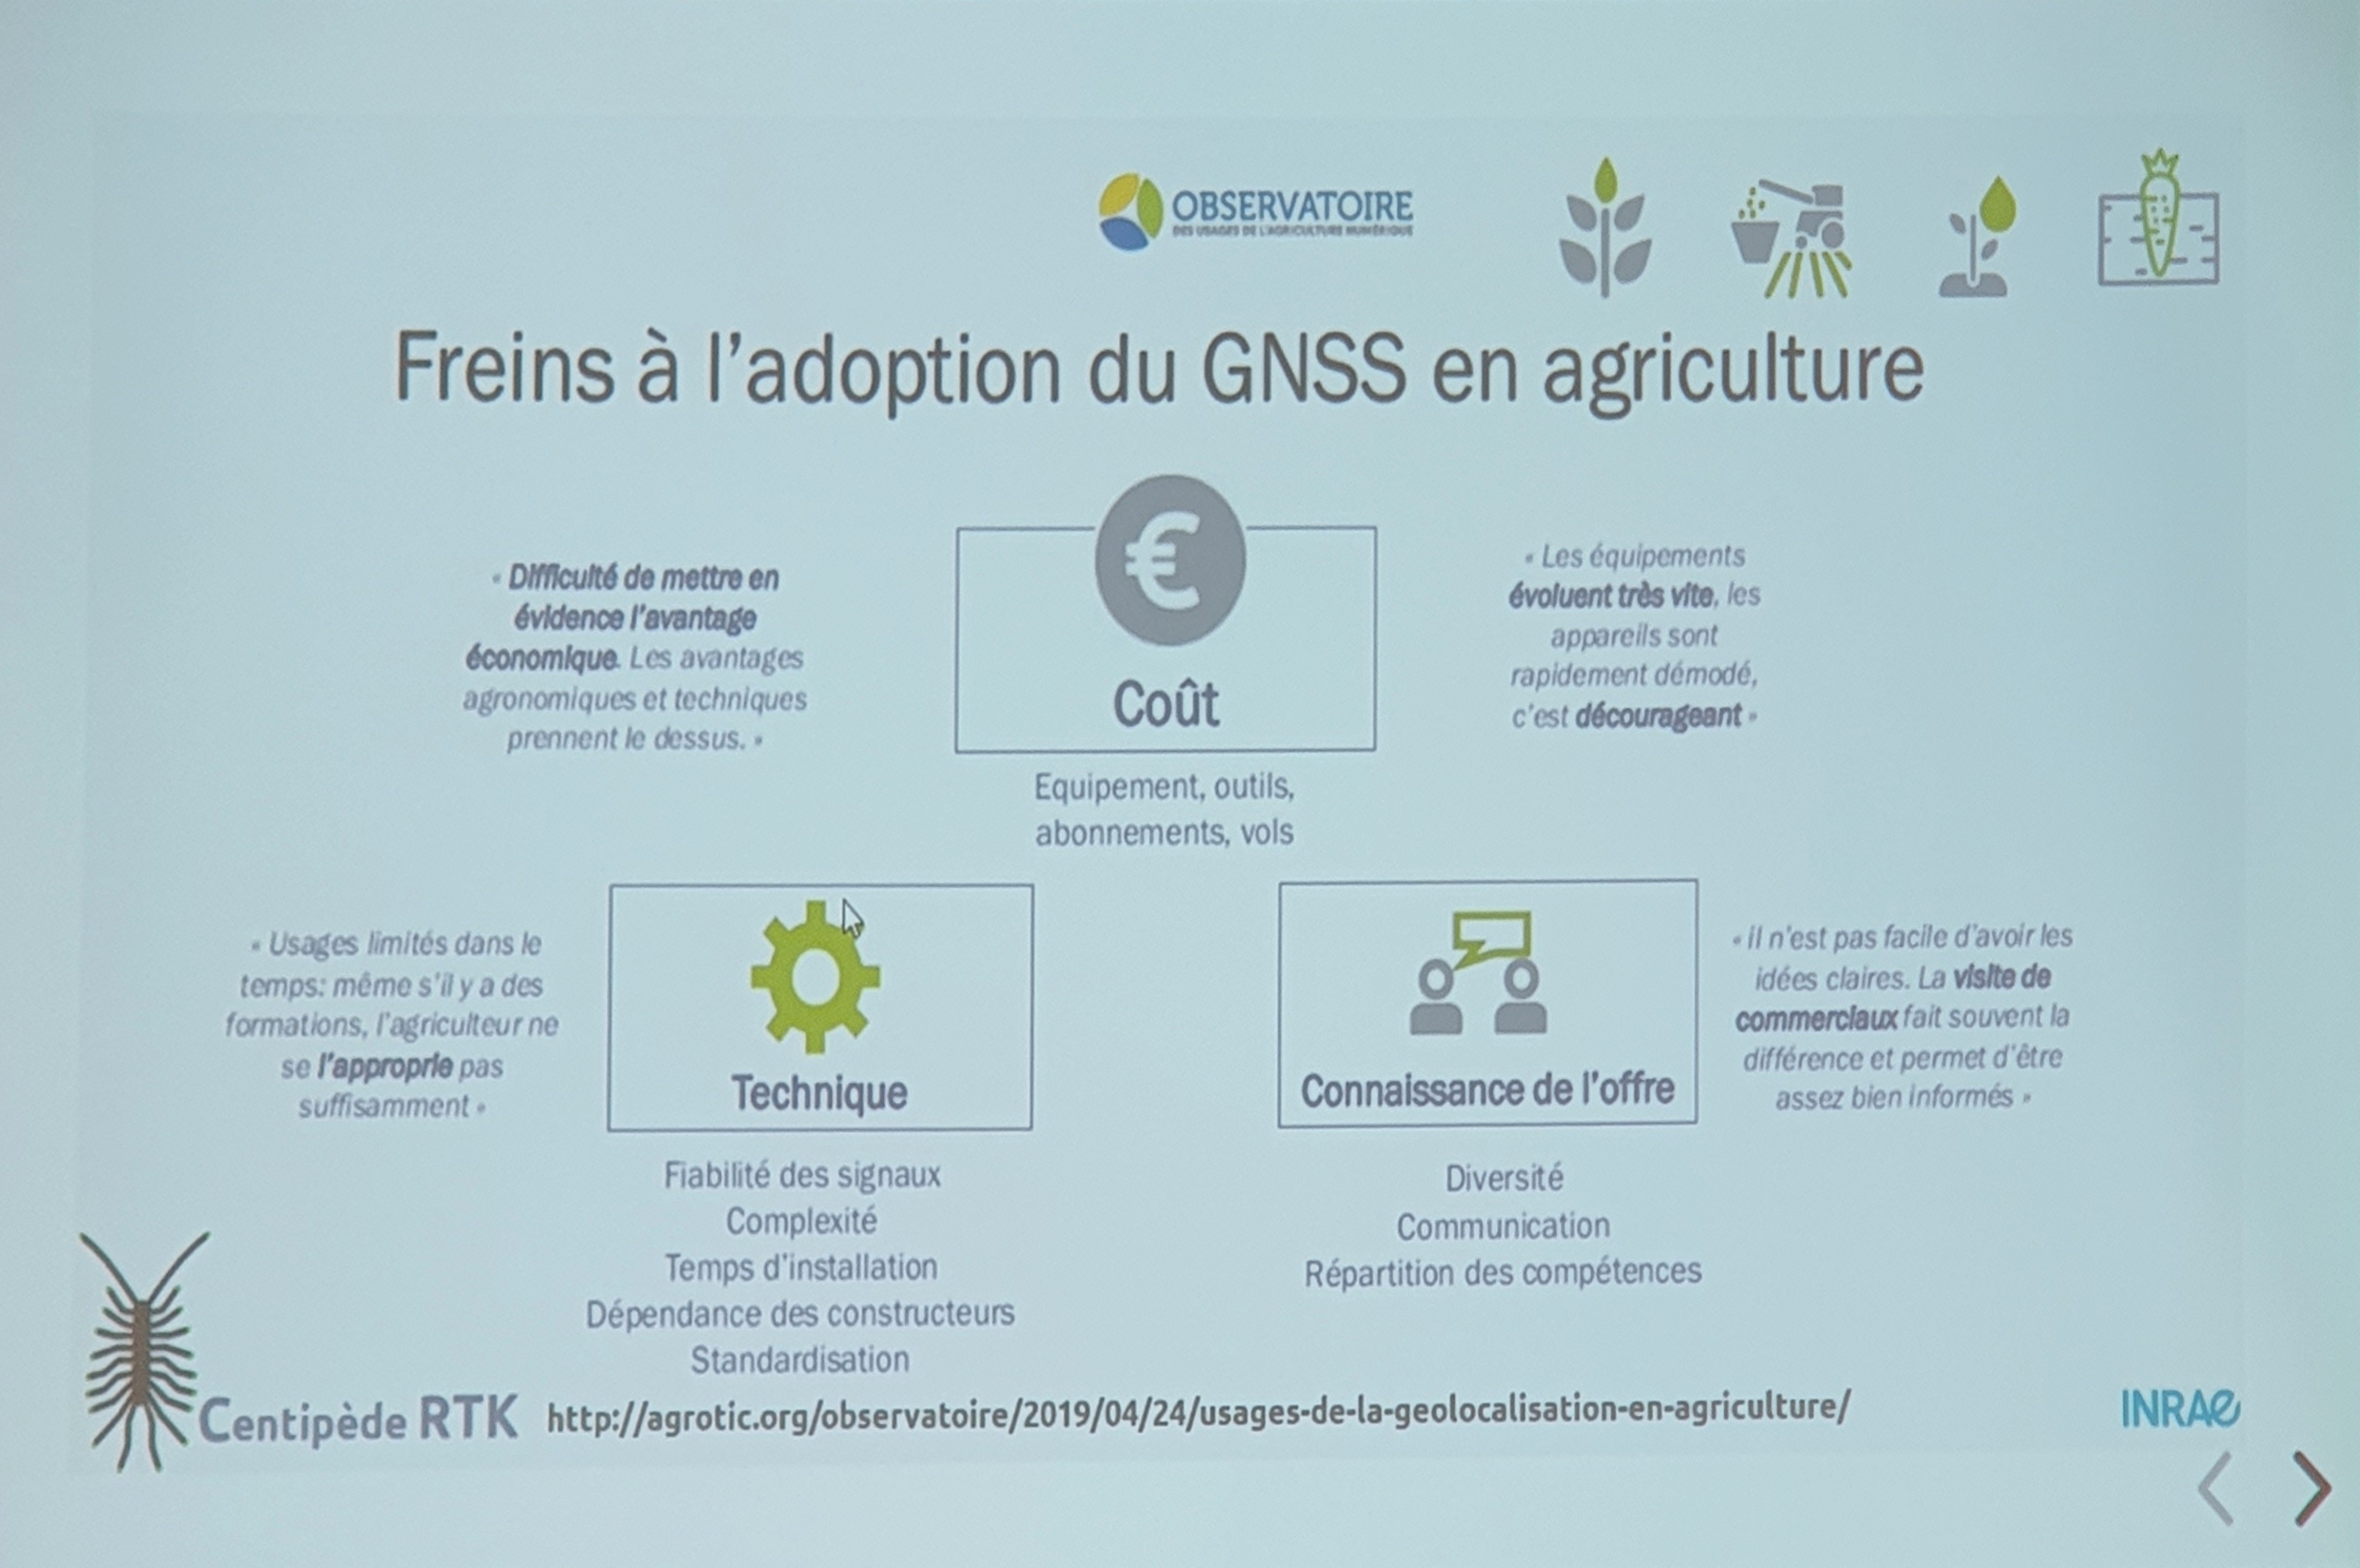 OBSERVATOIRE
DES USAGES DE L'AGRICULTURE NUMÉRIQUE
Freins à l'adoption du GNSS en agriculture
« Difficulté de mettre en
évidence l'avantage
économique. Les avantages
agronomiques et techniques
prennent le dessus. »
€
Coût
Equipement, outils,
abonnements, vols
« Les équipements
évoluent très vite, les
appareils sont
rapidement démodé,
c'est décourageant »
« Usages limités dans le
temps: même s'il y a des
formations, l'agriculteur ne
se l'approprie pas
suffisamment »
Technique
Fiabilité des signaux
Complexité
Temps d'installation
Dépendance des constructeurs
Standardisation
Connaissance de l'offre
Diversité
Communication
Répartition des compétences
« il n'est pas facile d'avoir les
idées claires. La visite de
commerciaux fait souvent la
différence et permet d'être
assez bien informés »
Centipède RTK
http://agrotic.org/observatoire/2019/04/24/usages-de-la-geolocalisation-en-agriculture/
INRAE